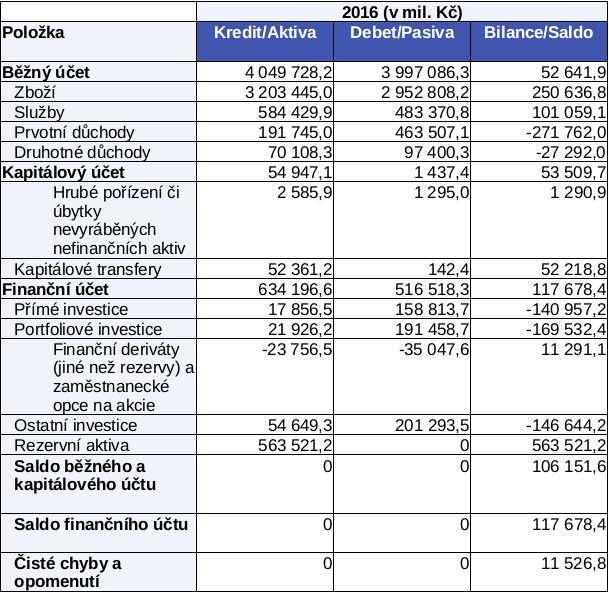 2016 (v mil. Kč)
Položka Kredit/Aktiva Debet/Pasiva Bilance/Saldo
Běžný účet 4 049 728,2 3 997 086,3 52 641,9
Zboží 3 203 445,0 2 952 808,2 250 636,8
Služby 584 429,9 483 370,8 101 059,1
Prvotní důchody 191 745,0 463 507,1 -271 762,0
Druhotné důchody 70 108,3 97 400,3 -27 292,0
Kapitálový účet 54 947,1 1 437,4 53 509,7
Hrubé pořízení či 2 585,9 1 295,0 1 290,9
úbytky
nevyráběných
nefinančních aktiv
Kapitálové transfery 52 361,2 142,4 52 218,8
Finanční účet 634 196,6 516 518,3 117 678,4
Přímé investice 17 856,5 158 813,7 -140 957,2
Portfoliové investice 21 926,2 191 458,7 -169 532,4
Finanční deriváty -23 756,5 -35 047,6 11 291,1
(jiné než rezervy) a
zaměstnanecké
opce na akcie
Ostatní investice 54 649,3 201 293,5 -146 644,2
Rezervní aktiva 563 521,2 0 563 521,2
Saldo běžného a 0 0 106 151,6
kapitálového účtu
Saldo finančního účtu 0 0 117 678,4
Čisté chyby a 0 0 11 526,8
opomenutí